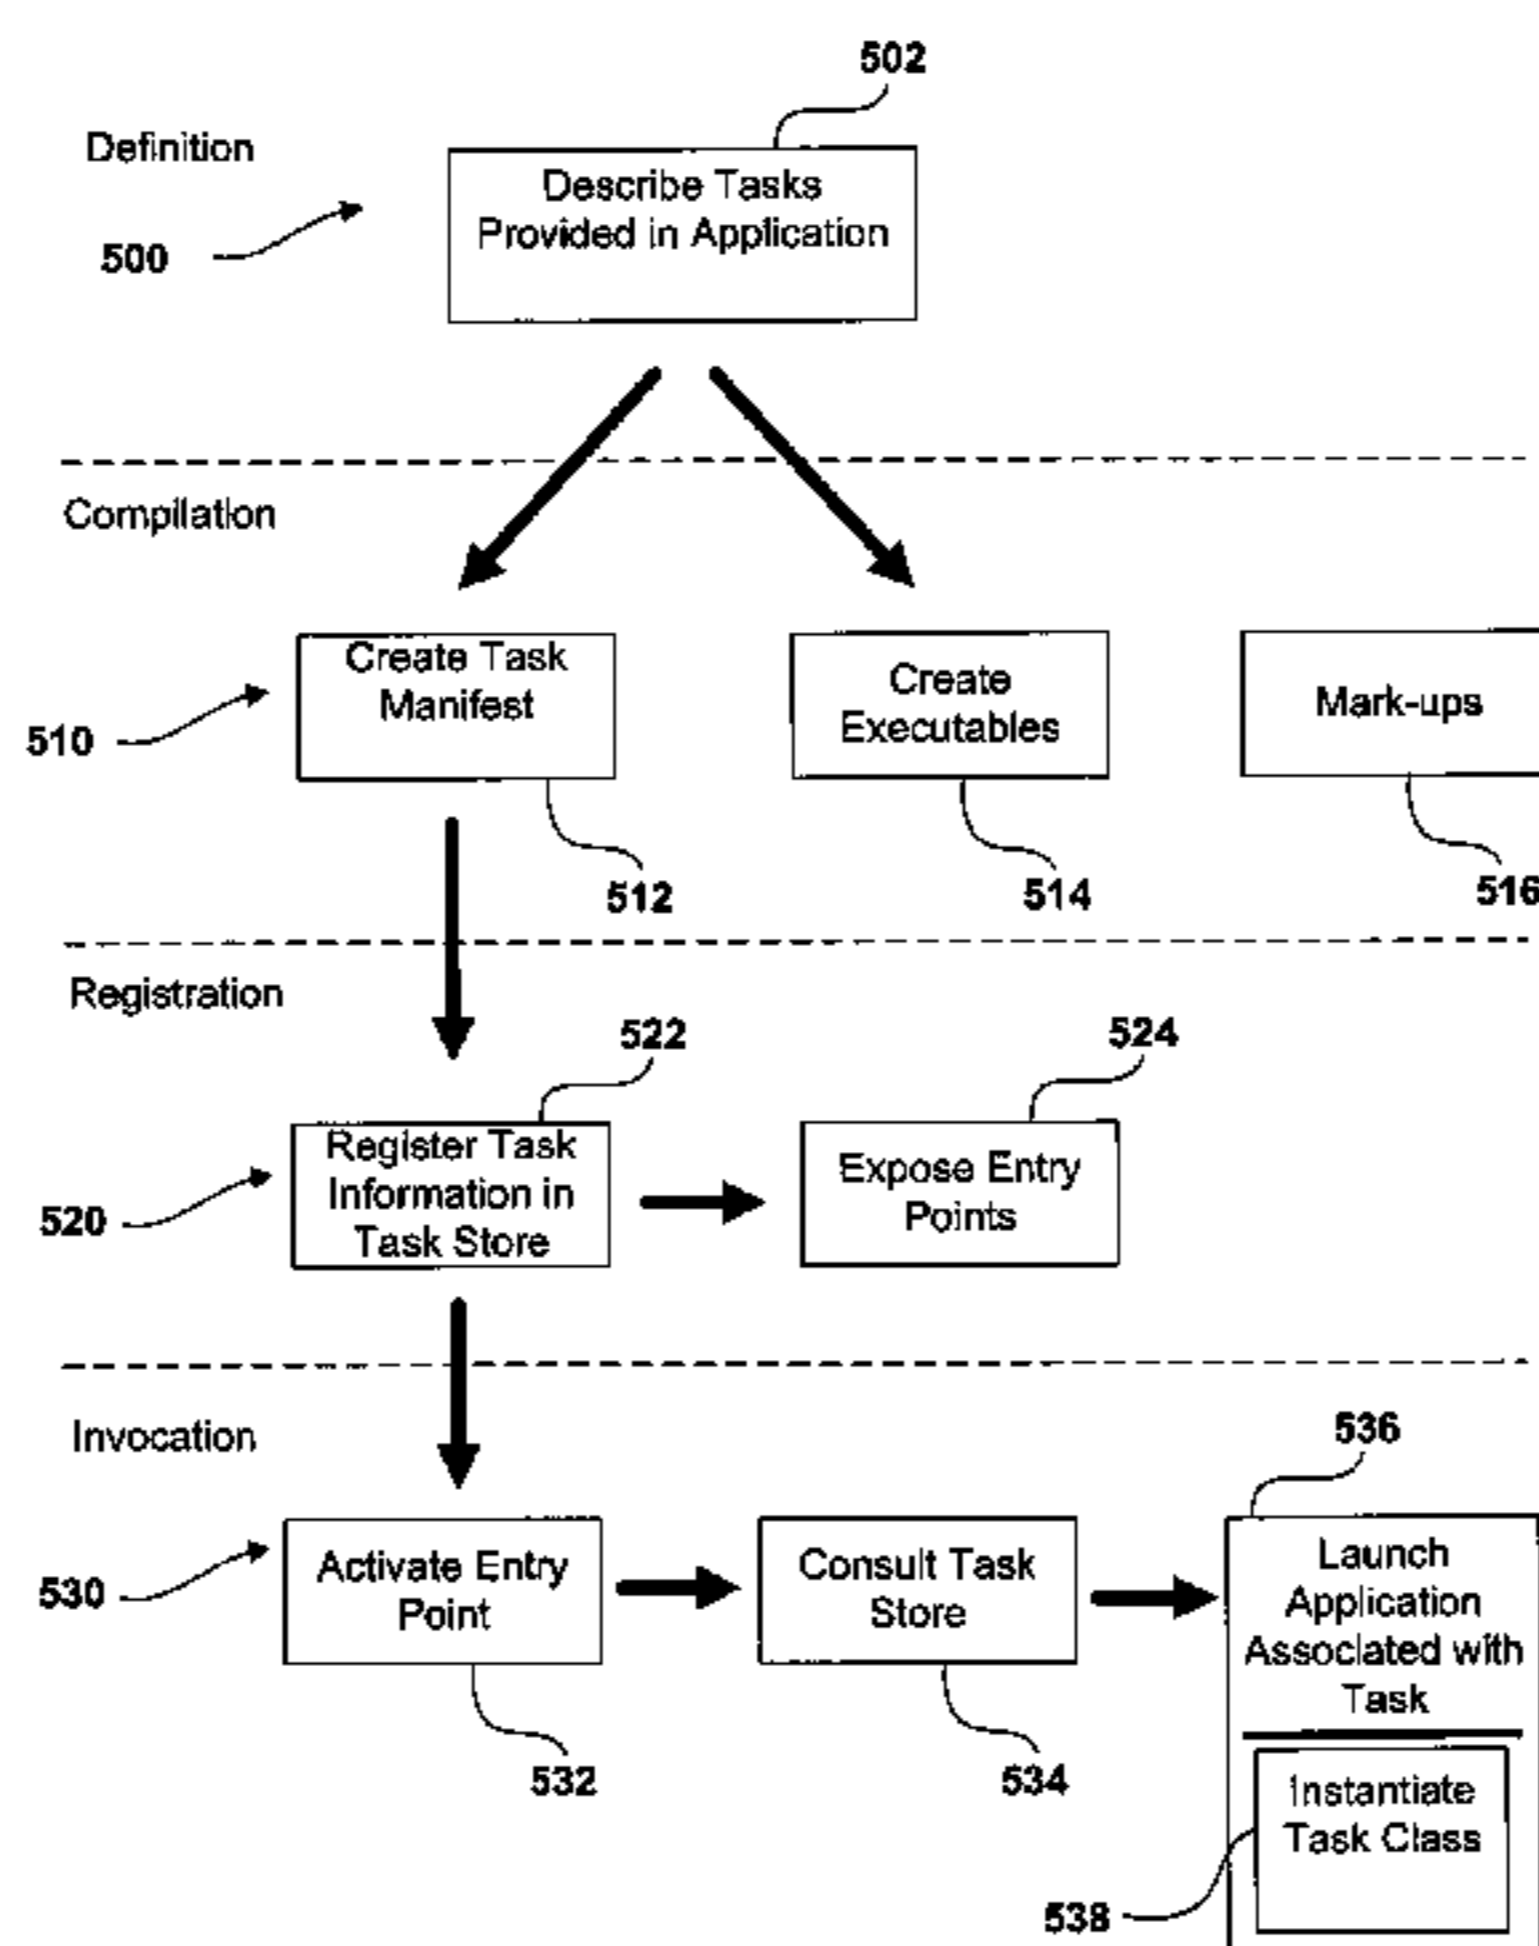 502
Definition
Describe Tasks
Provided in Application
500
Compilation
Create Task
Manifest
Create
Executables
Mark-ups
510
512
514
516
Registration
522
524
Register Task
Information in
Task Store
Expose Entry
Points
520
Invocation
536
Activate Entry
Point
Consult Task
Store
Launch
Application
Associated with
Task
530
532
534
Instantiate
Task Class
538